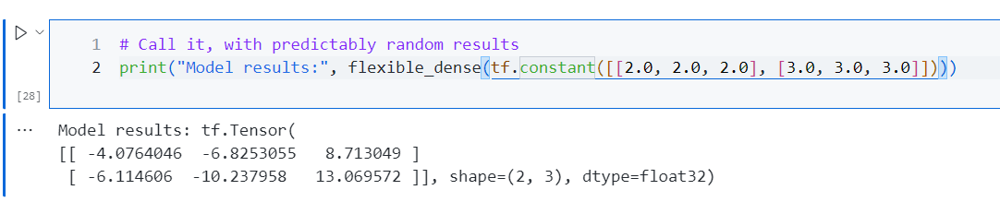 1 # Call it, with predictably random results
2 print("Model results:", flexible_dense(tf.constant([[2.0, 2.0, 2.0], [3.0, 3.0, 3.0]])))
[28]
... Model results: tf.Tensor(
[[ -4.0764046 -6.8253055 8.713049 ]
[ -6.114606 -10.237958 13.069572 ]], shape=(2, 3), dtype=float32)